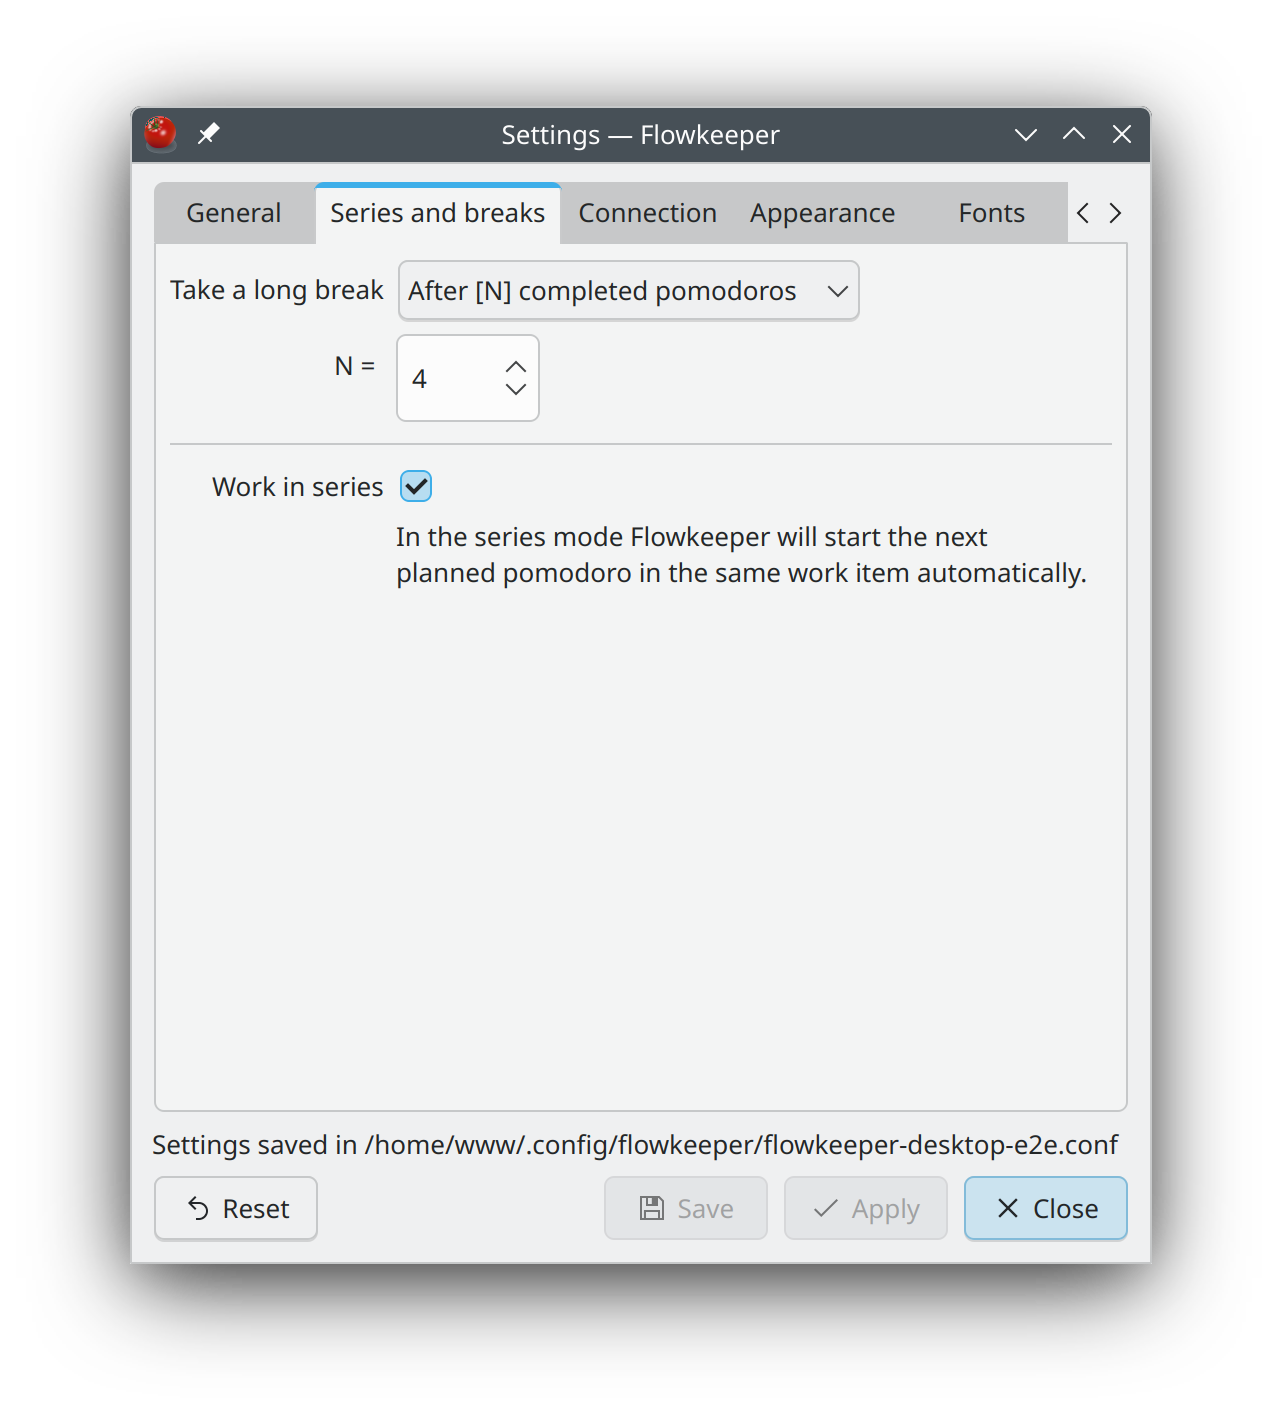 Settings — Flowkeeper
General Series and breaks Connection Appearance Fonts
Take a long break After [N] completed pomodoros
N = 4
Work in series
In the series mode Flowkeeper will start the next
planned pomodoro in the same work item automatically.
Settings saved in /home/www/.config/flowkeeper/flowkeeper-desktop-e2e.conf
Reset Save Apply Close